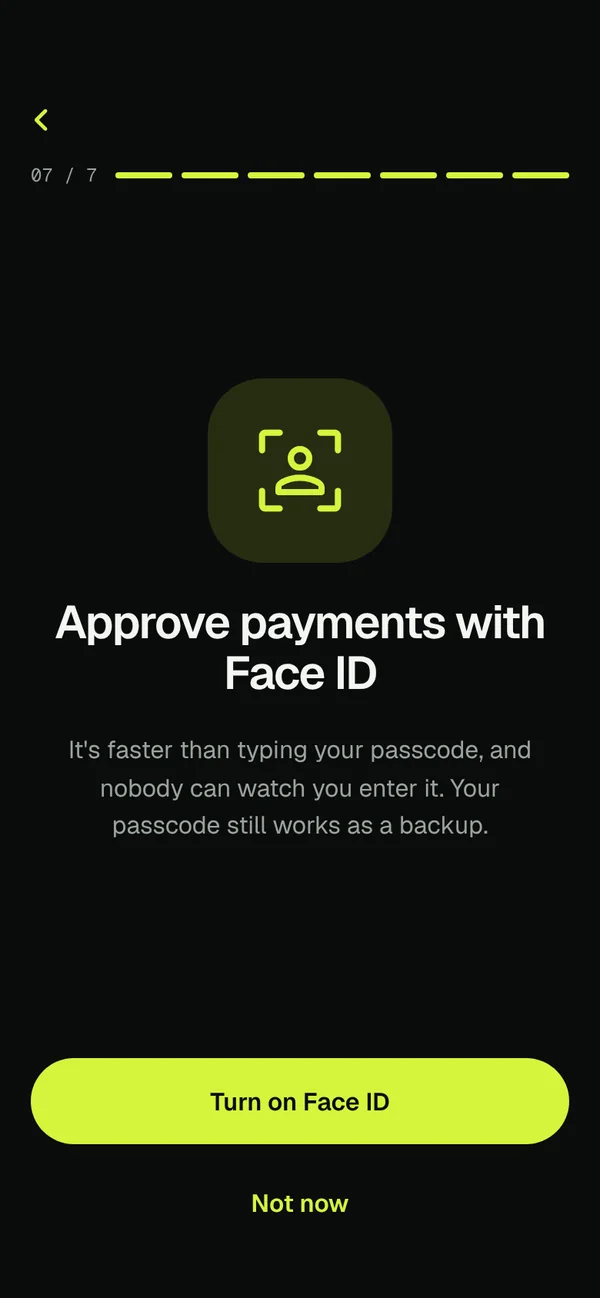 07 / 7
Approve payments with
Face ID
It's faster than typing your passcode, and
nobody can watch you enter it. Your
passcode still works as a backup.
Turn on Face ID
Not now